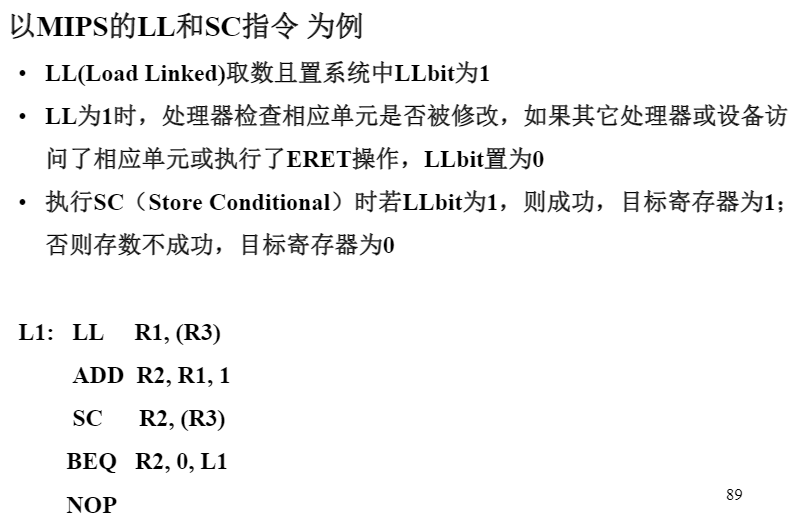 以MIPS的LL和SC指令 为例
• LL(Load Linked)取数且置系统中LLbit为1
• LL为1时，处理器检查相应单元是否被修改，如果其它处理器或设备访
问了相应单元或执行了ERET操作，LLbit置为0
• 执行SC（Store Conditional）时若LLbit为1，则成功，目标寄存器为1；
否则存数不成功，目标寄存器为0
L1: LL R1, (R3)
ADD R2, R1, 1
SC R2, (R3)
BEQ R2, 0, L1
NOP
89